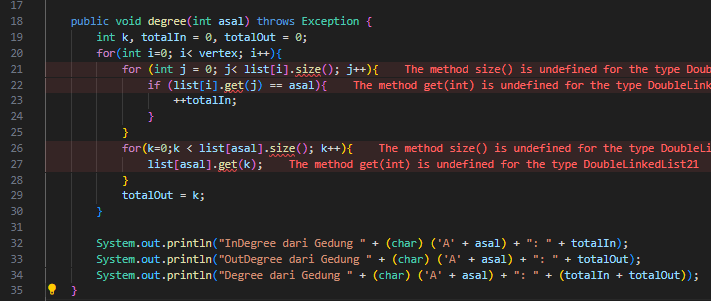 17
18 public void degree(int asal) throws Exception {
19 int k, totalIn = 0, totalOut = 0;
20 for(int i=0; i< vertex; i++){
21 for (int j = 0; j< list[i].size(); j++){ The method size() is undefined for the type Doub
22 if (list[i].get(j) == asal){ The method get(int) is undefined for the type DoubleLink
23 ++totalIn;
24 }
25 }
26 for(k=0;k < list[asal].size(); k++){ The method size() is undefined for the type DoubleLi
27 list[asal].get(k); The method get(int) is undefined for the type DoubleLinkedList21
28 }
29 totalOut = k;
30 }
31
32 System.out.println("InDegree dari Gedung " + (char) ('A' + asal) + ": " + totalIn);
33 System.out.println("OutDegree dari Gedung " + (char) ('A' + asal) + ": " + totalOut);
34 System.out.println("Degree dari Gedung " + (char) ('A' + asal) + ": " + (totalIn + totalOut));
35 }